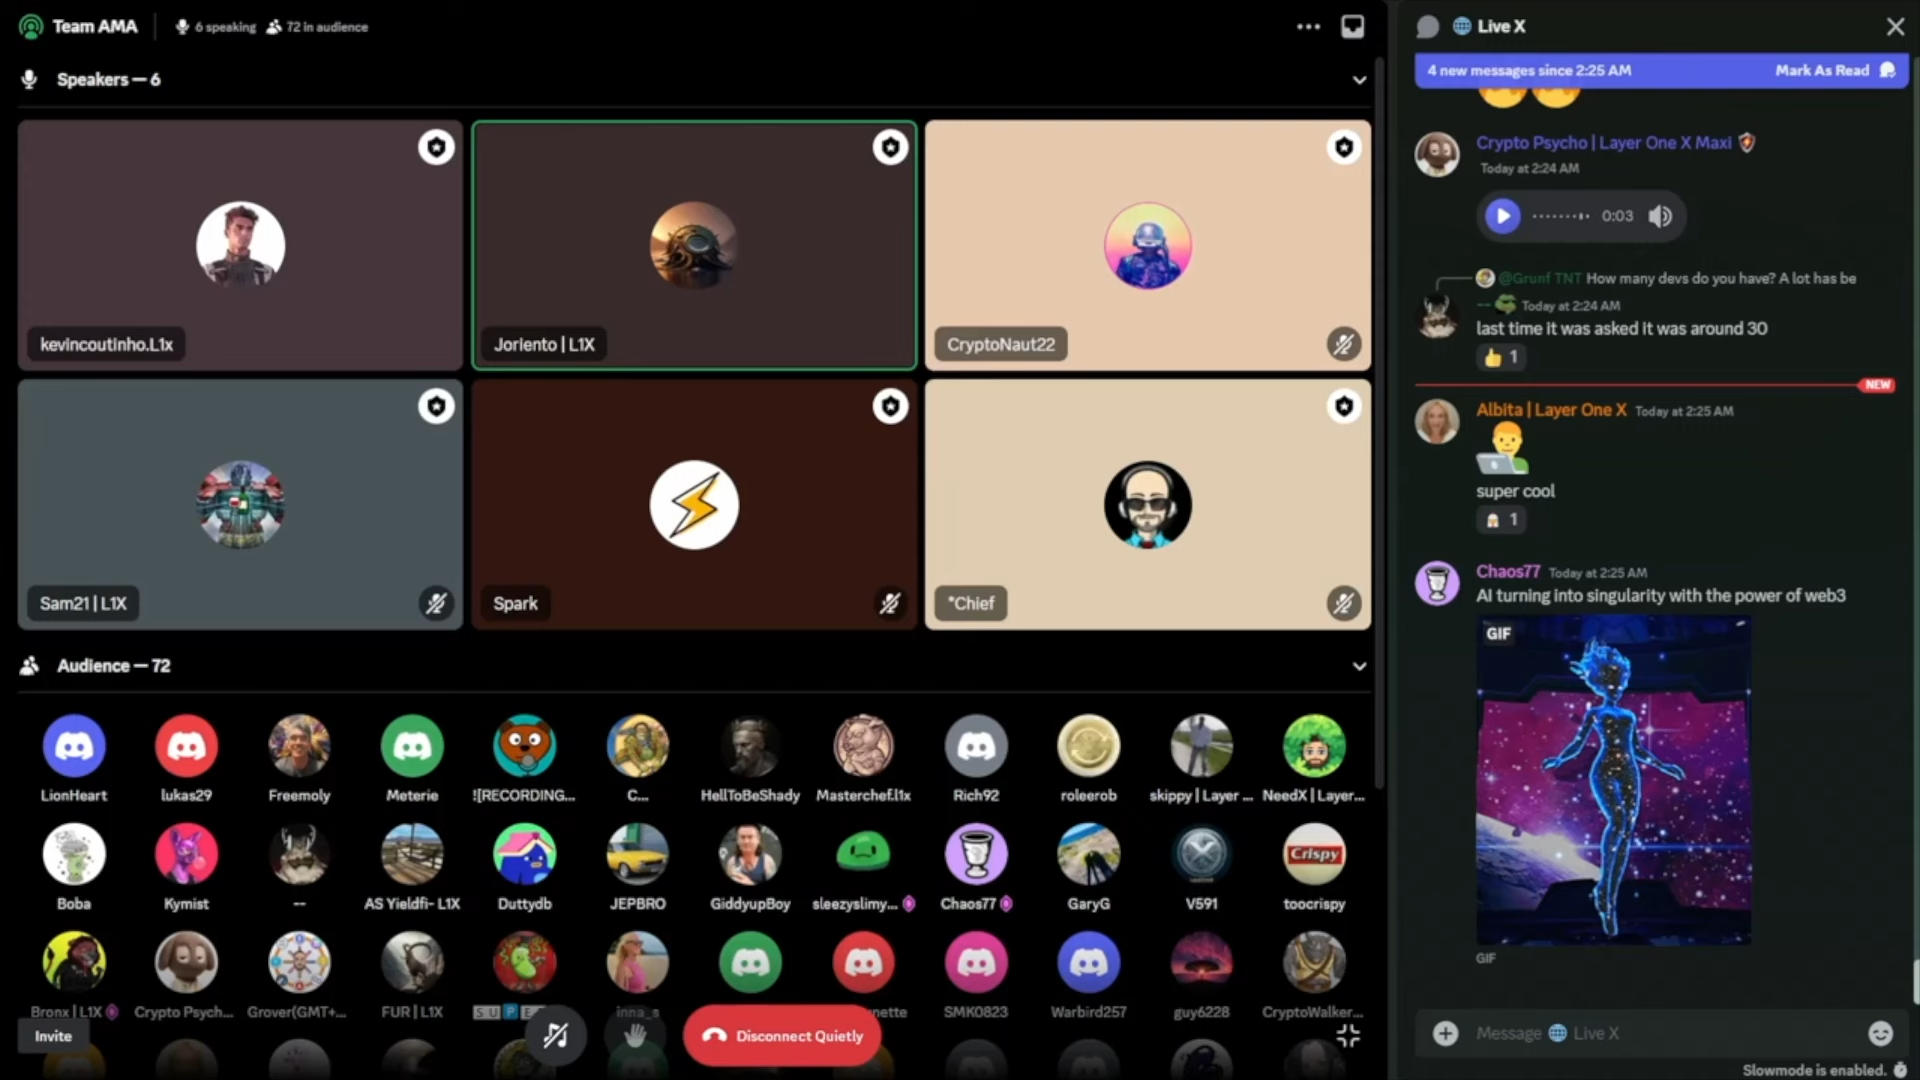 Team AMA
6 speaking
72 in audience
Speakers — 6
kevincoutinho.L1x
Joriento | L1X
CryptoNaut22
Sam21 | L1X
Spark
*Chief
Audience — 72
LionHeart
lukas29
Freemoly
Meterie
![RECORDING...
C...
HellToBeShady
Masterchef.l1x
Rich92
roleerob
skippy | Layer ...
NeedX | Layer...
Crispy
Boba
Kymist
--
AS Yieldfi- L1X
Duttydb
JEPBRO
GiddyupBoy
sleezyslimy...
Chaos77
GaryG
V591
toocrispy
Bronx | L1X
Crypto Psych...
Grover(GMT+...
FUR | L1X
SUPE
inna_s
nette
SMK0823
Warbird257
guy6228
CryptoWalker...
Invite
Disconnect Quietly
Live X
4 new messages since 2:25 AM
Mark As Read
Crypto Psycho | Layer One X Maxi
Today at 2:24 AM
0:03
@Grunf TNT How many devs do you have? A lot has be
-- Today at 2:24 AM
last time it was asked it was around 30
1
NEW
Albita | Layer One X Today at 2:25 AM
super cool
1
Chaos77 Today at 2:25 AM
AI turning into singularity with the power of web3
GIF
GIF
Message Live X
Slowmode is enabled.